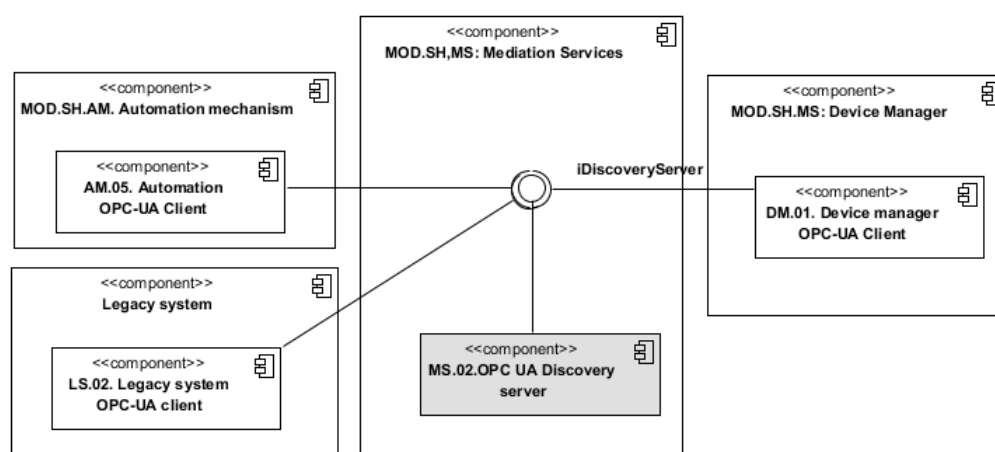 <<component>>
MOD.SH,MS: Mediation Services
<<component>>
MOD.SH.AM. Automation mechanism
<<component>>
AM.05. Automation
OPC-UA Client
<<component>>
MOD.SH.MS: Device Manager
iDiscoveryServer
<<component>>
DM.01. Device manager
OPC-UA Client
<<component>>
Legacy system
<<component>>
LS.02. Legacy system
OPC-UA client
<<component>>
MS.02.OPC UA Discovery
server